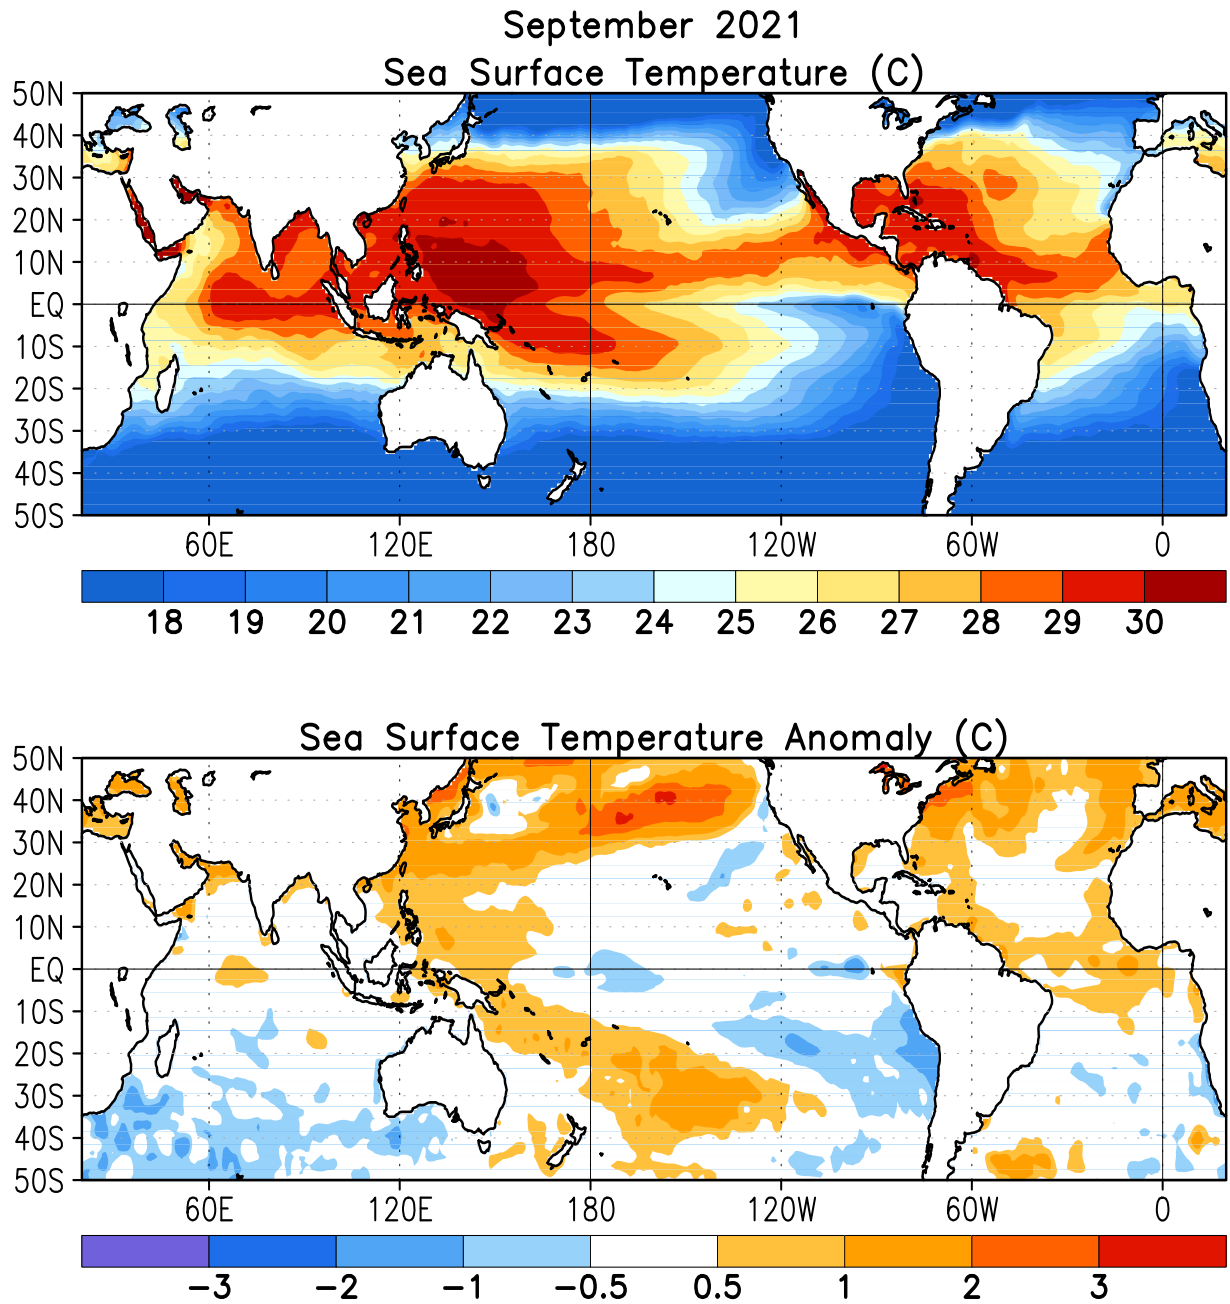 September 2021
Sea Surface Temperature (C)
50N
40N
30N
20N
10N
EQ
10S
20S
30S
40S
50S
60E 120E 180 120W 60W 0
18 19 20 21 22 23 24 25 26 27 28 29 30
Sea Surface Temperature Anomaly (C)
50N
40N
30N
20N
10N
EQ
10S
20S
30S
40S
50S
60E 120E 180 120W 60W 0
−3 −2 −1 −0.5 0.5 1 2 3